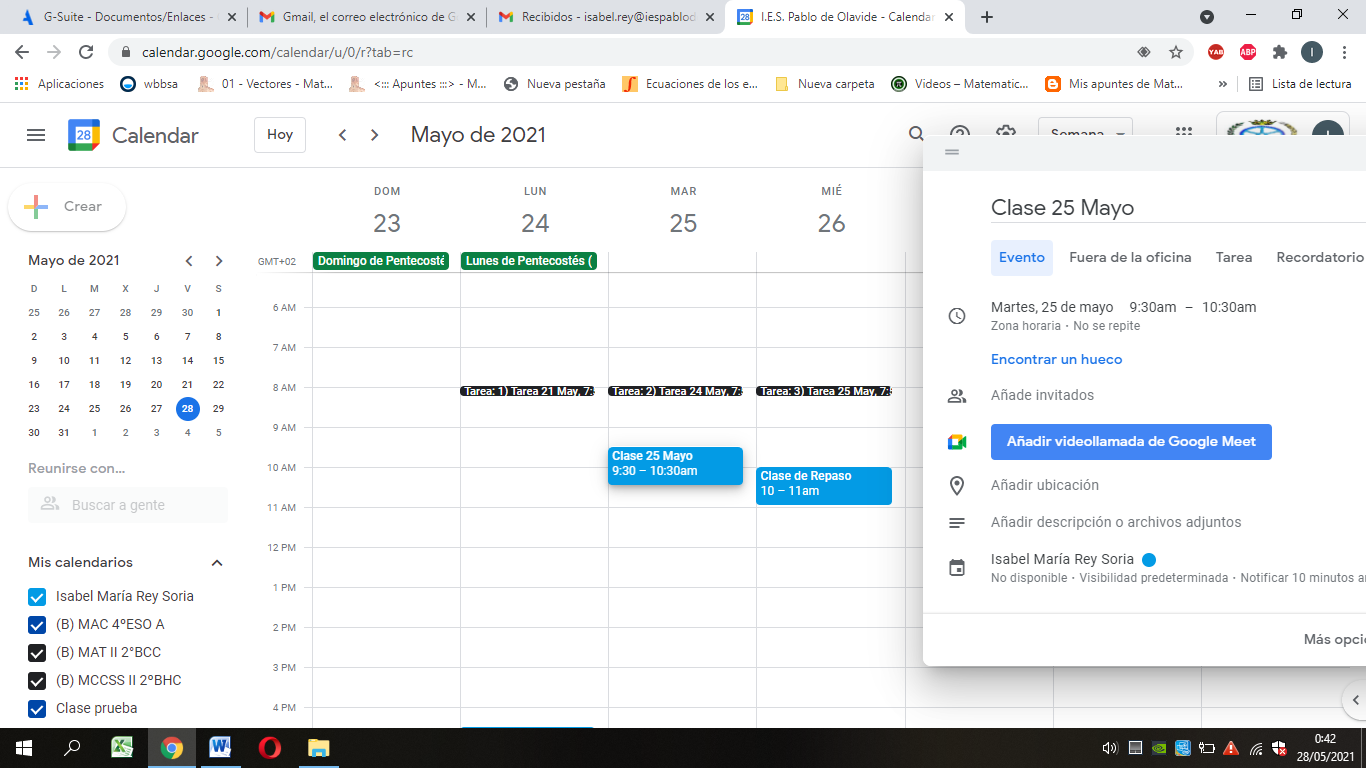 G-Suite - Documentos/Enlaces -
Gmail, el correo electrónico de G
Recibidos - isabel.rey@iespablod
I.E.S. Pablo de Olavide - Calendar
calendar.google.com/calendar/u/0/r?tab=rc
YAB
ABP
I
Aplicaciones
wbbsa
01 - Vectores - Mat...
<::: Apuntes :::> - M...
Nueva pestaña
Ecuaciones de los e...
Nueva carpeta
Videos – Matematic...
Mis apuntes de Mat...
»
Lista de lectura
28
Calendar
Hoy
Mayo de 2021
Semana
Crear
Mayo de 2021
D L M X J V S
25 26 27 28 29 30 1
2 3 4 5 6 7 8
9 10 11 12 13 14 15
16 17 18 19 20 21 22
23 24 25 26 27 28 29
30 31 1 2 3 4 5
Reunirse con...
Buscar a gente
Mis calendarios
Isabel María Rey Soria
(B) MAC 4ºESO A
(B) MAT II 2°BCC
(B) MCCSS II 2ºBHC
Clase prueba
DOM LUN MAR MIÉ
23 24 25 26
GMT+02
Domingo de Pentecosté
Lunes de Pentecostés (
6 AM
7 AM
8 AM
9 AM
10 AM
11 AM
12 PM
1 PM
2 PM
3 PM
4 PM
Tarea: 1) Tarea 21 May, 7:
Tarea: 2) Tarea 24 May, 7:
Tarea: 3) Tarea 25 May, 7:
Clase 25 Mayo
9:30 – 10:30am
Clase de Repaso
10 – 11am
Clase 25 Mayo
Evento
Fuera de la oficina
Tarea
Recordatorio
Martes, 25 de mayo 9:30am – 10:30am
Zona horaria · No se repite
Encontrar un hueco
Añade invitados
Añadir videollamada de Google Meet
Añadir ubicación
Añadir descripción o archivos adjuntos
Isabel María Rey Soria
No disponible · Visibilidad predeterminada · Notificar 10 minutos a
Más opci
0:42
28/05/2021